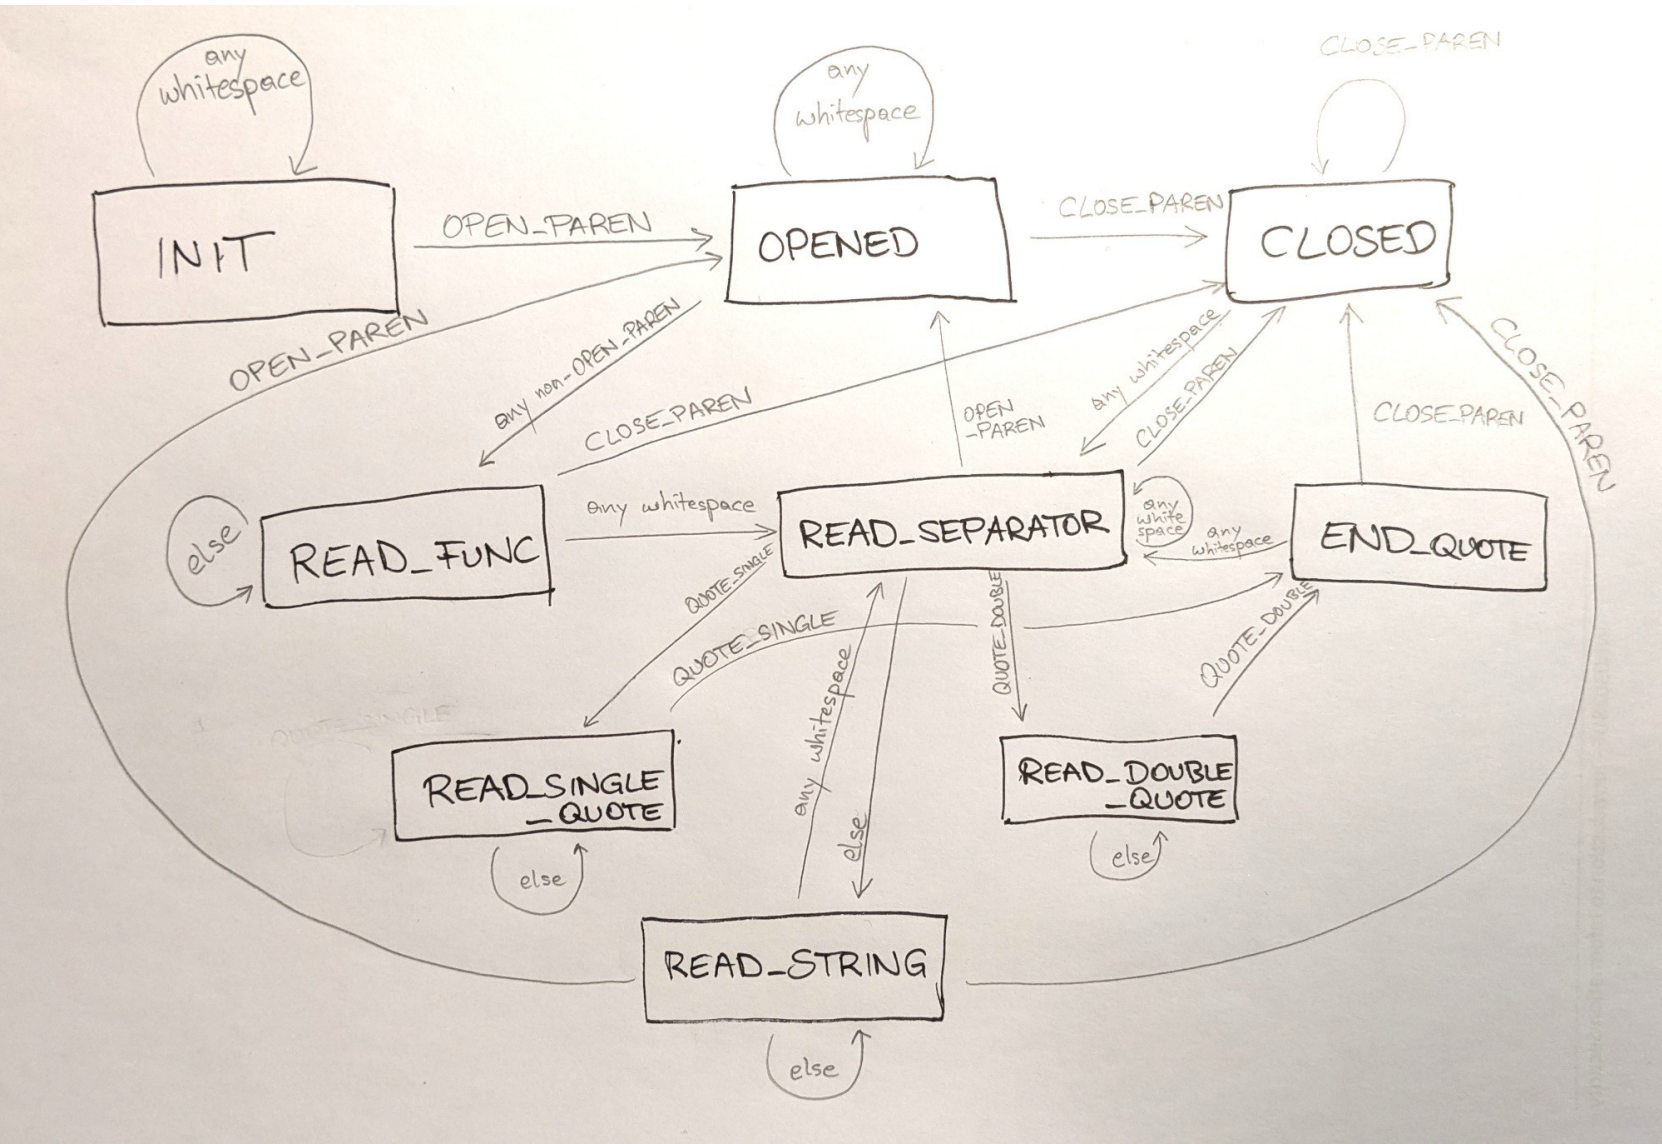 any
whitespace
any
whitespace
CLOSE_PAREN
INIT
OPEN_PAREN
OPENED
CLOSE_PAREN
CLOSED
OPEN_PAREN
any non-OPEN_PAREN
CLOSE_PAREN
OPEN
_PAREN
any whitespace
CLOSE_PAREN
CLOSE_PAREN
CLOSE_PAREN
else
READ_FUNC
any whitespace
READ_SEPARATOR
any
white
space
any
whitespace
END_QUOTE
QUOTE_SINGLE
QUOTE_SINGLE
QUOTE_DOUBLE
QUOTE_DOUBLE
QUOTE_SINGLE
READ_SINGLE
_QUOTE
else
any whitespace
else
READ_DOUBLE
_QUOTE
else
READ_STRING
else